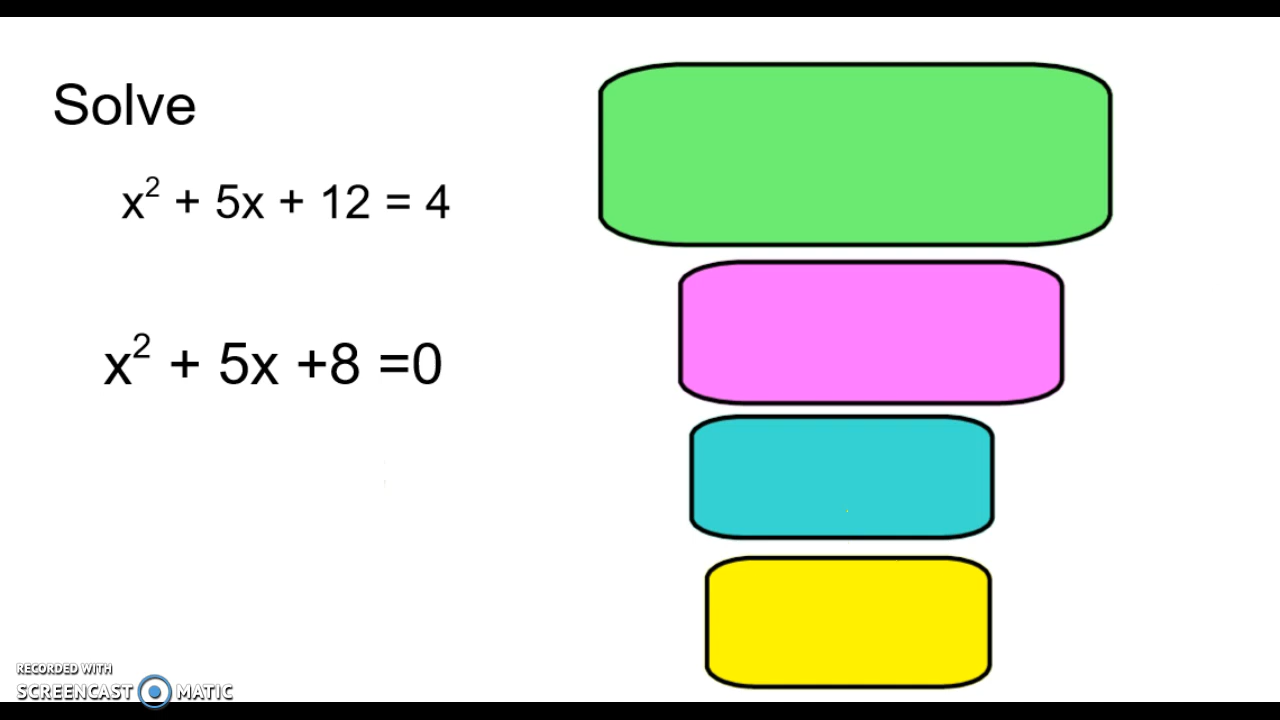 Solve
x² + 5x + 12 = 4
x² + 5x +8 =0
RECORDED WITH
SCREENCAST MATIC